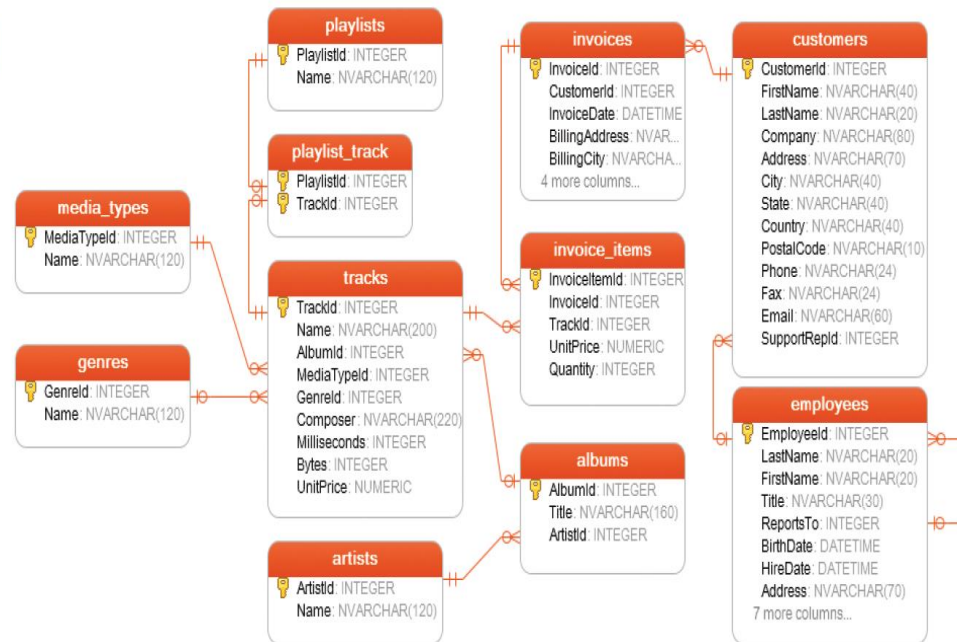 playlists
PlaylistId: INTEGER
Name: NVARCHAR(120)
playlist_track
PlaylistId: INTEGER
TrackId: INTEGER
media_types
MediaTypeId: INTEGER
Name: NVARCHAR(120)
genres
GenreId: INTEGER
Name: NVARCHAR(120)
tracks
TrackId: INTEGER
Name: NVARCHAR(200)
AlbumId: INTEGER
MediaTypeId: INTEGER
GenreId: INTEGER
Composer: NVARCHAR(220)
Milliseconds: INTEGER
Bytes: INTEGER
UnitPrice: NUMERIC
artists
ArtistId: INTEGER
Name: NVARCHAR(120)
invoices
InvoiceId: INTEGER
CustomerId: INTEGER
InvoiceDate: DATETIME
BillingAddress: NVAR...
BillingCity: NVARCHA...
4 more columns...
invoice_items
InvoiceItemId: INTEGER
InvoiceId: INTEGER
TrackId: INTEGER
UnitPrice: NUMERIC
Quantity: INTEGER
albums
AlbumId: INTEGER
Title: NVARCHAR(160)
ArtistId: INTEGER
customers
CustomerId: INTEGER
FirstName: NVARCHAR(40)
LastName: NVARCHAR(20)
Company: NVARCHAR(80)
Address: NVARCHAR(70)
City: NVARCHAR(40)
State: NVARCHAR(40)
Country: NVARCHAR(40)
PostalCode: NVARCHAR(10)
Phone: NVARCHAR(24)
Fax: NVARCHAR(24)
Email: NVARCHAR(60)
SupportRepId: INTEGER
employees
EmployeeId: INTEGER
LastName: NVARCHAR(20)
FirstName: NVARCHAR(20)
Title: NVARCHAR(30)
ReportsTo: INTEGER
BirthDate: DATETIME
HireDate: DATETIME
Address: NVARCHAR(70)
7 more columns...